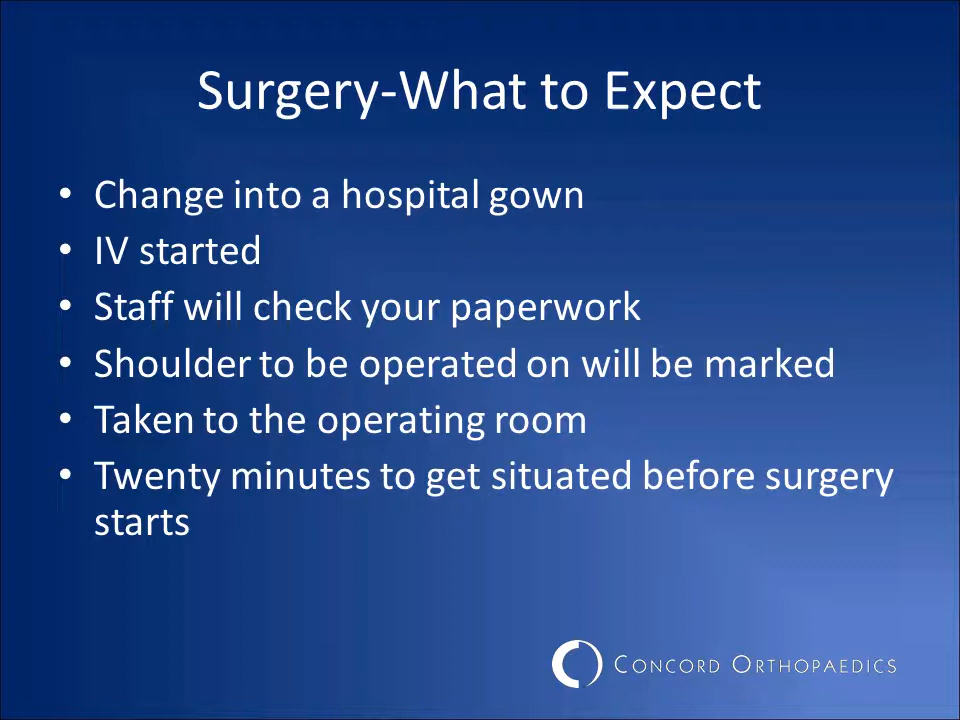 Surgery-What to Expect
• Change into a hospital gown
• IV started
• Staff will check your paperwork
• Shoulder to be operated on will be marked
• Taken to the operating room
• Twenty minutes to get situated before surgery
starts
CONCORD ORTHOPAEDICS